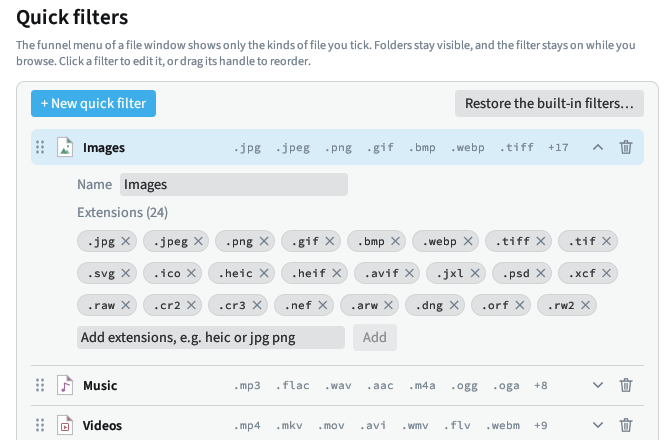 Quick filters
The funnel menu of a file window shows only the kinds of file you tick. Folders stay visible, and the filter stays on while you
browse. Click a filter to edit it, or drag its handle to reorder.
+ New quick filter Restore the built-in filters...
Images .jpg .jpeg .png .gif .bmp .webp .tiff +17
Name Images
Extensions (24)
.jpg .jpeg .png .gif .bmp .webp .tiff .tif
.svg .ico .heic .heif .avif .jxl .psd .xcf
.raw .cr2 .cr3 .nef .arw .dng .orf .rw2
Add extensions, e.g. heic or jpg png Add
Music .mp3 .flac .wav .aac .m4a .ogg .oga +8
Videos .mp4 .mkv .mov .avi .wmv .flv .webm +9